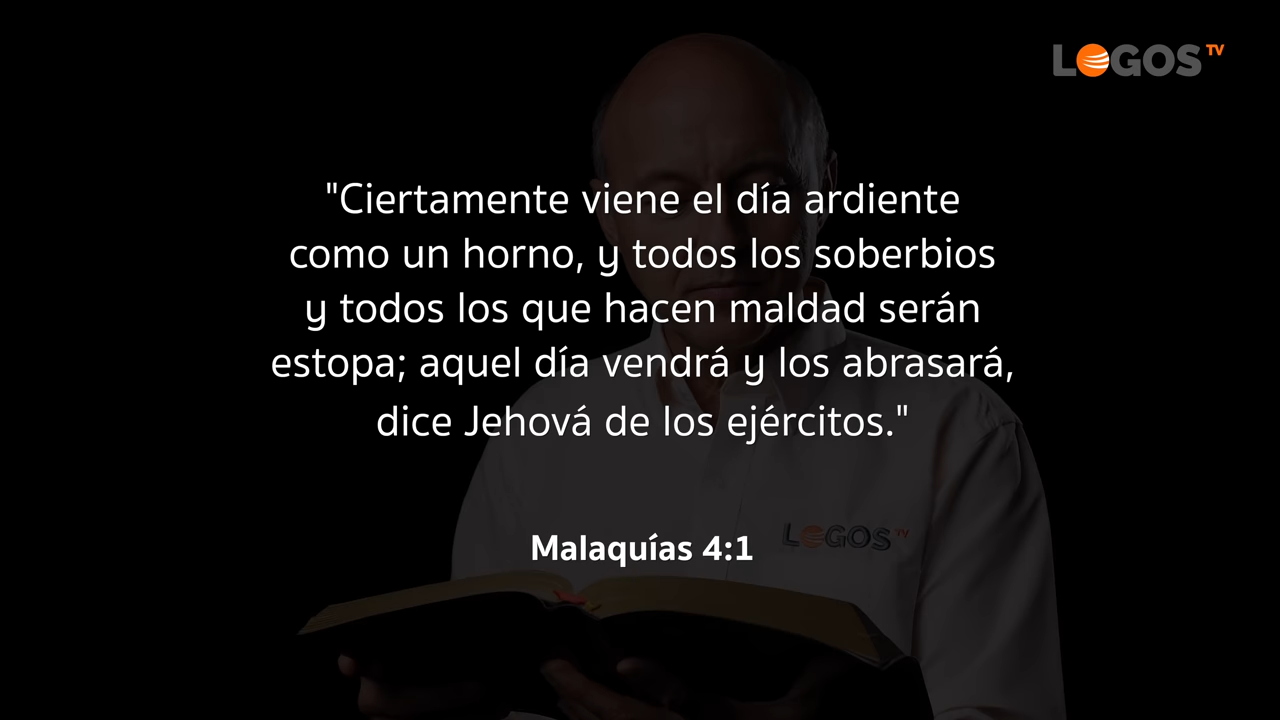 LOGOS TV
"Ciertamente viene el día ardiente
como un horno, y todos los soberbios
y todos los que hacen maldad serán
estopa; aquel día vendrá y los abrasará,
dice Jehová de los ejércitos."
Malaquías 4:1
LOGOS TV